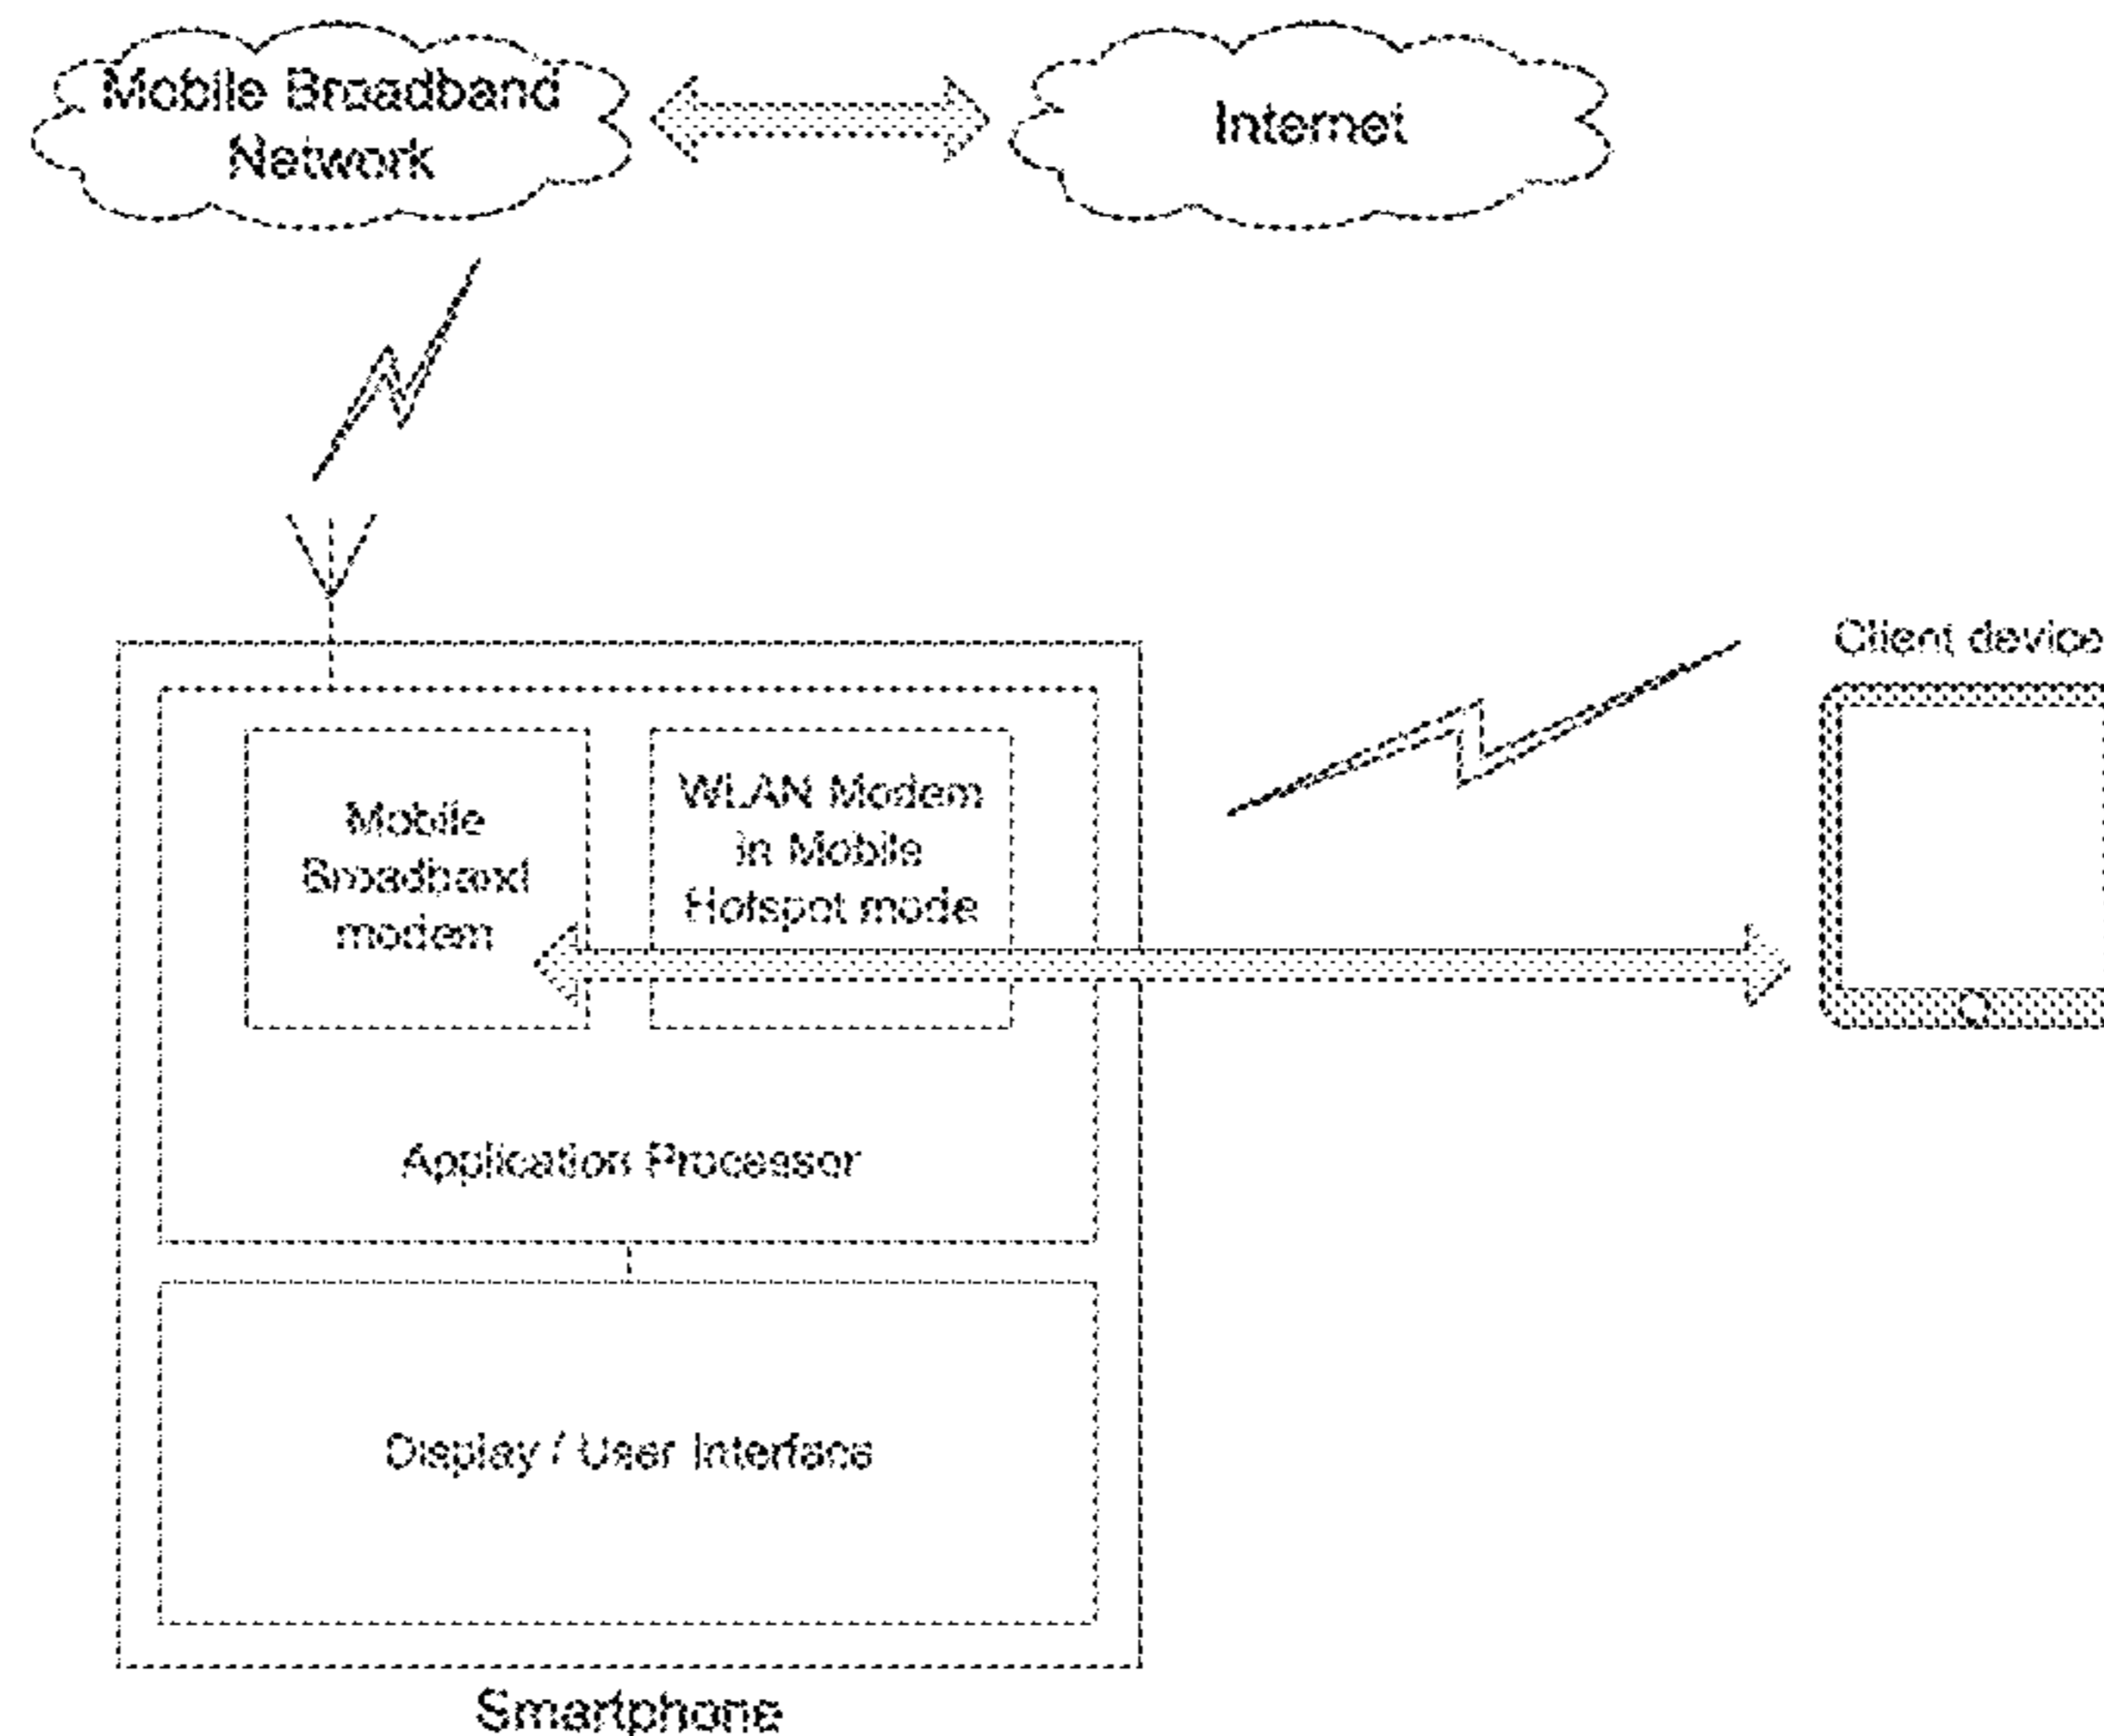 Mobile Broadband
Network
Internet
Client device
Mobile
Broadband
modem
WLAN Modem
in Mobile
Hotspot mode
Application Processor
Display / User Interface
Smartphone